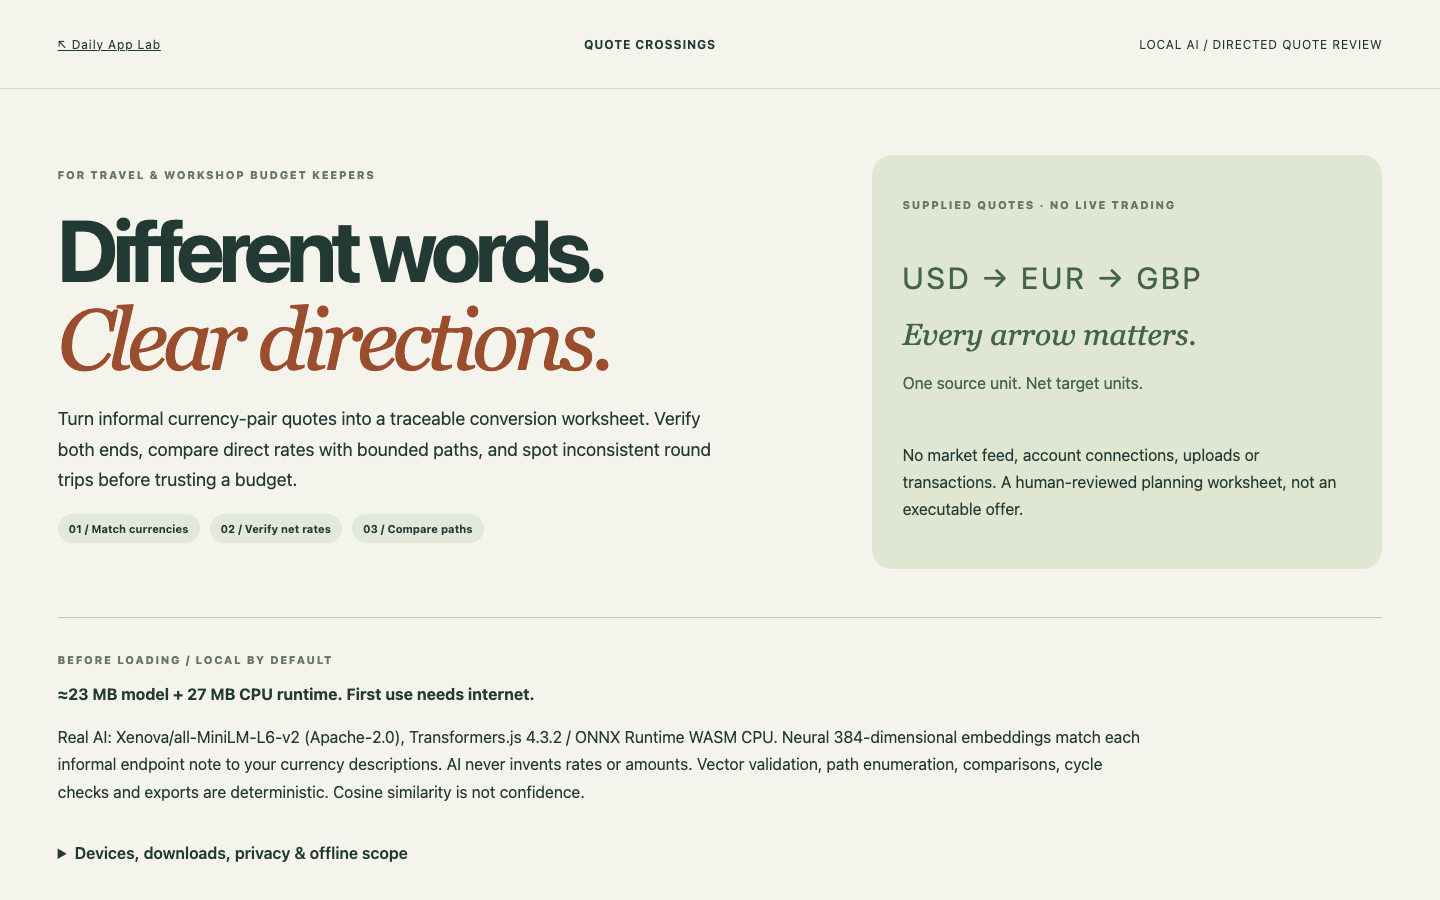 ↖ Daily App Lab
QUOTE CROSSINGS
LOCAL AI / DIRECTED QUOTE REVIEW
FOR TRAVEL & WORKSHOP BUDGET KEEPERS
Different words.
Clear directions.
Turn informal currency-pair quotes into a traceable conversion worksheet. Verify
both ends, compare direct rates with bounded paths, and spot inconsistent round
trips before trusting a budget.
01 / Match currencies
02 / Verify net rates
03 / Compare paths
SUPPLIED QUOTES · NO LIVE TRADING
USD → EUR → GBP
Every arrow matters.
One source unit. Net target units.
No market feed, account connections, uploads or
transactions. A human-reviewed planning worksheet, not an
executable offer.
BEFORE LOADING / LOCAL BY DEFAULT
≈23 MB model + 27 MB CPU runtime. First use needs internet.
Real AI: Xenova/all-MiniLM-L6-v2 (Apache-2.0), Transformers.js 4.3.2 / ONNX Runtime WASM CPU. Neural 384-dimensional embeddings match each
informal endpoint note to your currency descriptions. AI never invents rates or amounts. Vector validation, path enumeration, comparisons, cycle
checks and exports are deterministic. Cosine similarity is not confidence.
▶ Devices, downloads, privacy & offline scope